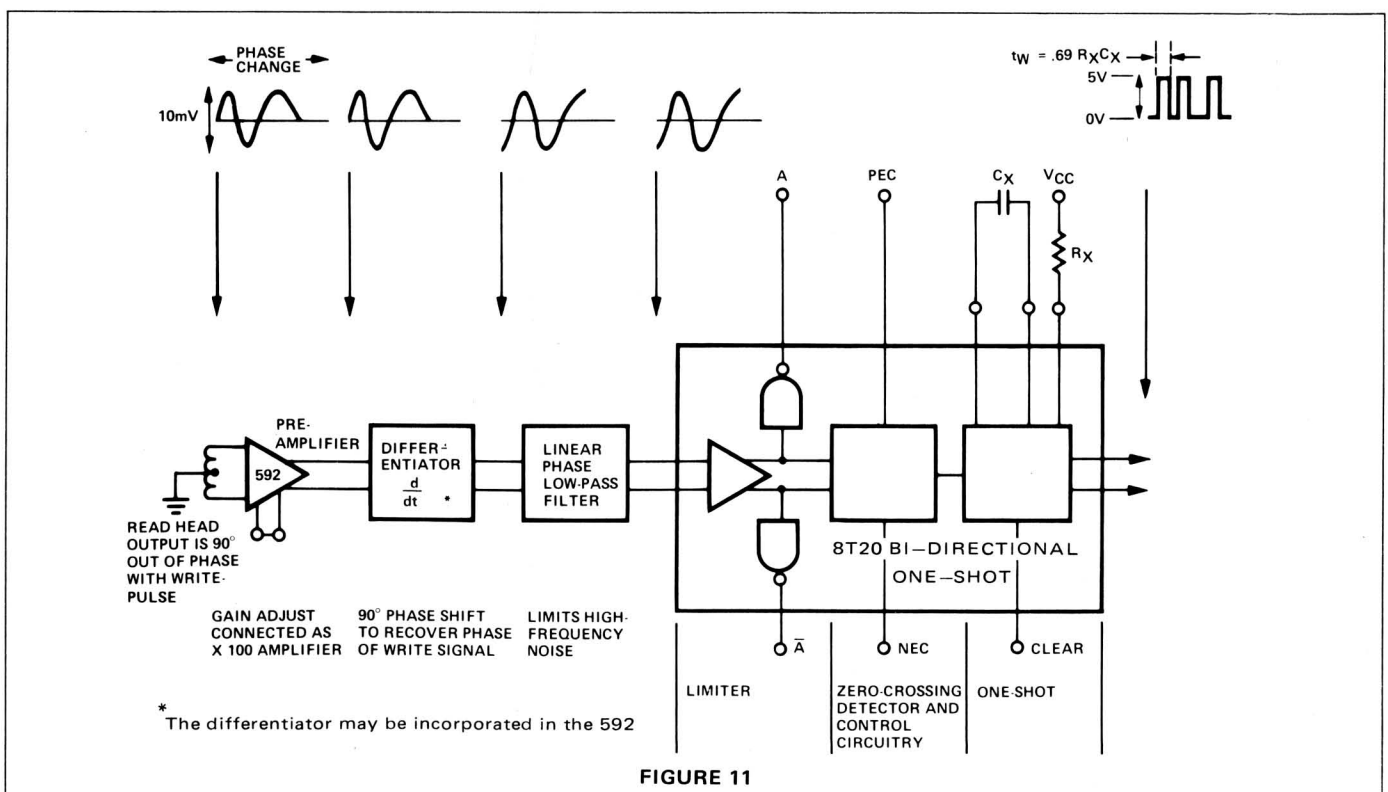 PHASE
CHANGE
10mV
tW = .69 RXCX
5V
0V
A
PEC
CX
VCC
RX
PRE-
AMPLIFIER
592
DIFFER-
ENTIATOR
d
dt
*
LINEAR
PHASE
LOW-PASS
FILTER
READ HEAD
OUTPUT IS 90°
OUT OF PHASE
WITH WRITE-
PULSE
8T20 BI–DIRECTIONAL
ONE–SHOT
GAIN ADJUST
CONNECTED AS
X 100 AMPLIFIER
90° PHASE SHIFT
TO RECOVER PHASE
OF WRITE SIGNAL
LIMITS HIGH-
FREQUENCY
NOISE
A̅
NEC
CLEAR
LIMITER
ZERO-CROSSING
DETECTOR AND
CONTROL
CIRCUITRY
ONE-SHOT
*
The differentiator may be incorporated in the 592
FIGURE 11